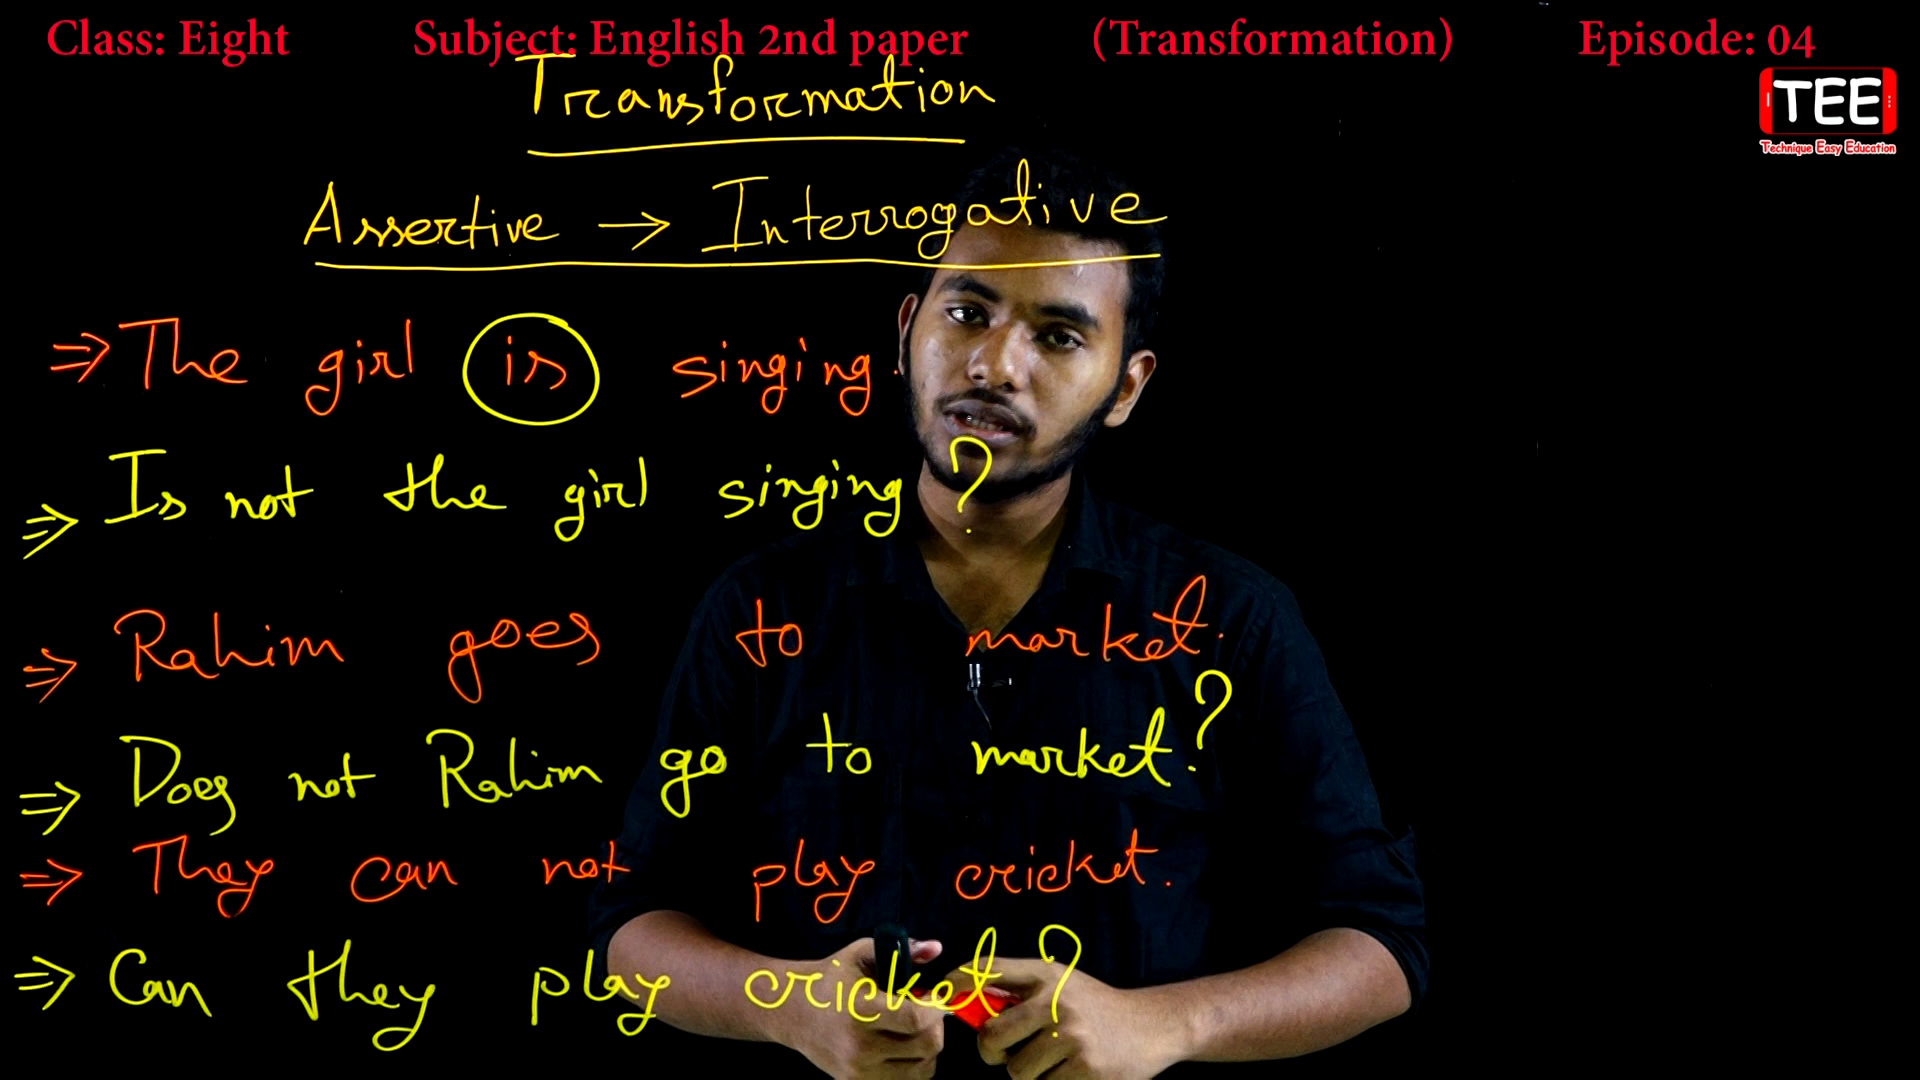 Class: Eight Subject: English 2nd paper (Transformation) Episode: 04
TEE
Technique Easy Education
Transformation
Assertive → Interrogative
⇒ The girl is singing.
⇒ Is not the girl singing?
⇒ Rahim goes to market.
⇒ Does not Rahim go to market?
⇒ They can not play cricket.
⇒ Can they play cricket?